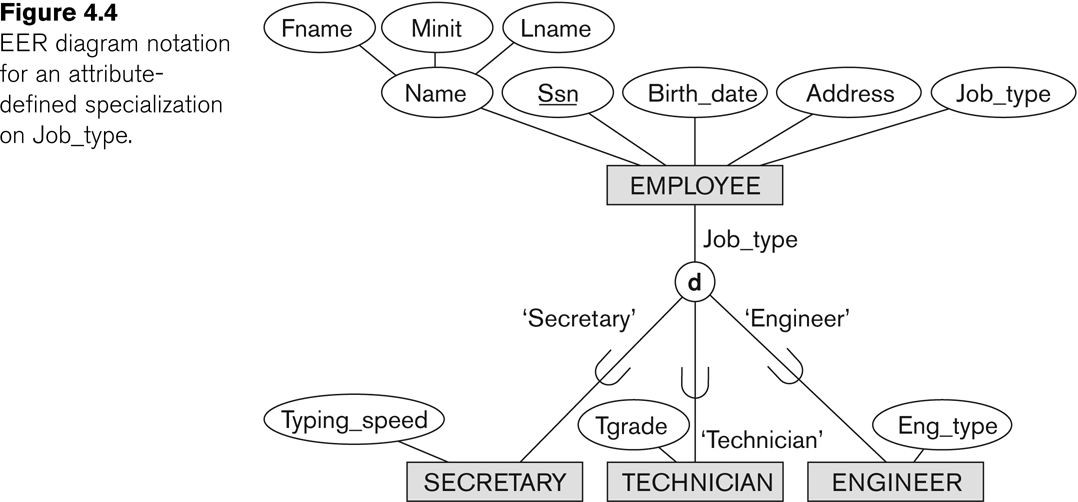 Figure 4.4
EER diagram notation
for an attribute-
defined specialization
on Job_type.
Fname
Minit
Lname
Name
Ssn
Birth_date
Address
Job_type
EMPLOYEE
Job_type
d
‘Secretary’
‘Engineer’
Typing_speed
Tgrade
‘Technician’
Eng_type
SECRETARY
TECHNICIAN
ENGINEER